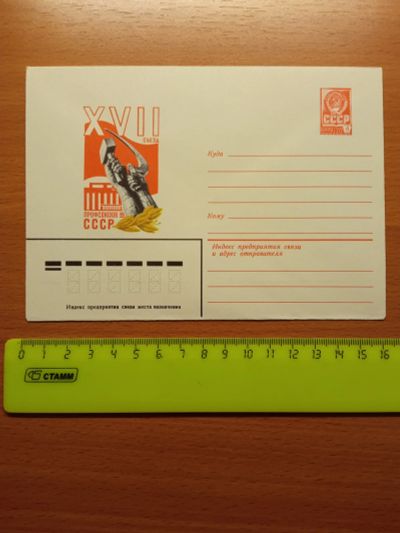 XVII
СЪЕЗД
ПРОФСОЮЗОВ
СССР
СССР
Куда
Кому
Индекс предприятия связи
и адрес отправителя
Индекс предприятия связи места назначения
0 1 2 3 4 5 6 7 8 9 10 11 12 13 14 15 16
СТАММ